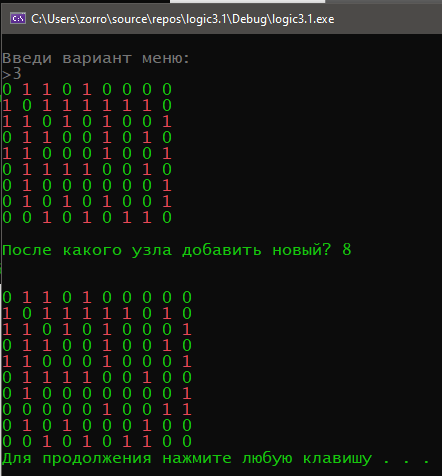 C:\Users\zorro\source\repos\logic3.1\Debug\logic3.1.exe
Введи вариант меню:
>3
0 1 1 0 1 0 0 0 0
1 0 1 1 1 1 1 1 0
1 1 0 1 0 1 0 0 1
0 1 1 0 0 1 0 1 0
1 1 0 0 0 1 0 0 1
0 1 1 1 1 0 0 1 0
0 1 0 0 0 0 0 0 1
0 1 0 1 0 1 0 0 1
0 0 1 0 1 0 1 1 0
После какого узла добавить новый? 8
0 1 1 0 1 0 0 0 0 0
1 0 1 1 1 1 1 0 1 0
1 1 0 1 0 1 0 0 0 1
0 1 1 0 0 1 0 0 1 0
1 1 0 0 0 1 0 0 0 1
0 1 1 1 1 0 0 1 0 0
0 1 0 0 0 0 0 0 0 1
0 0 0 0 0 1 0 0 1 1
0 1 0 1 0 0 0 1 0 0
0 0 1 0 1 0 1 1 0 0
Для продолжения нажмите любую клавишу . . .